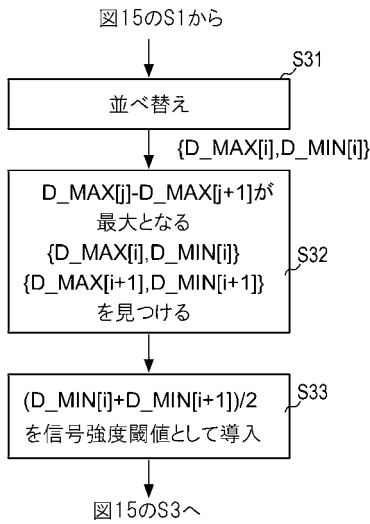 図15のS1から
S31
並べ替え
{D_MAX[i],D_MIN[i]}
D_MAX[j]-D_MAX[j+1]が
最大となる
{D_MAX[i],D_MIN[i]}
{D_MAX[i+1],D_MIN[i+1]}
を見つける
S32
(D_MIN[i]+D_MIN[i+1])/2
を信号強度閾値として導入
S33
図15のS3へ